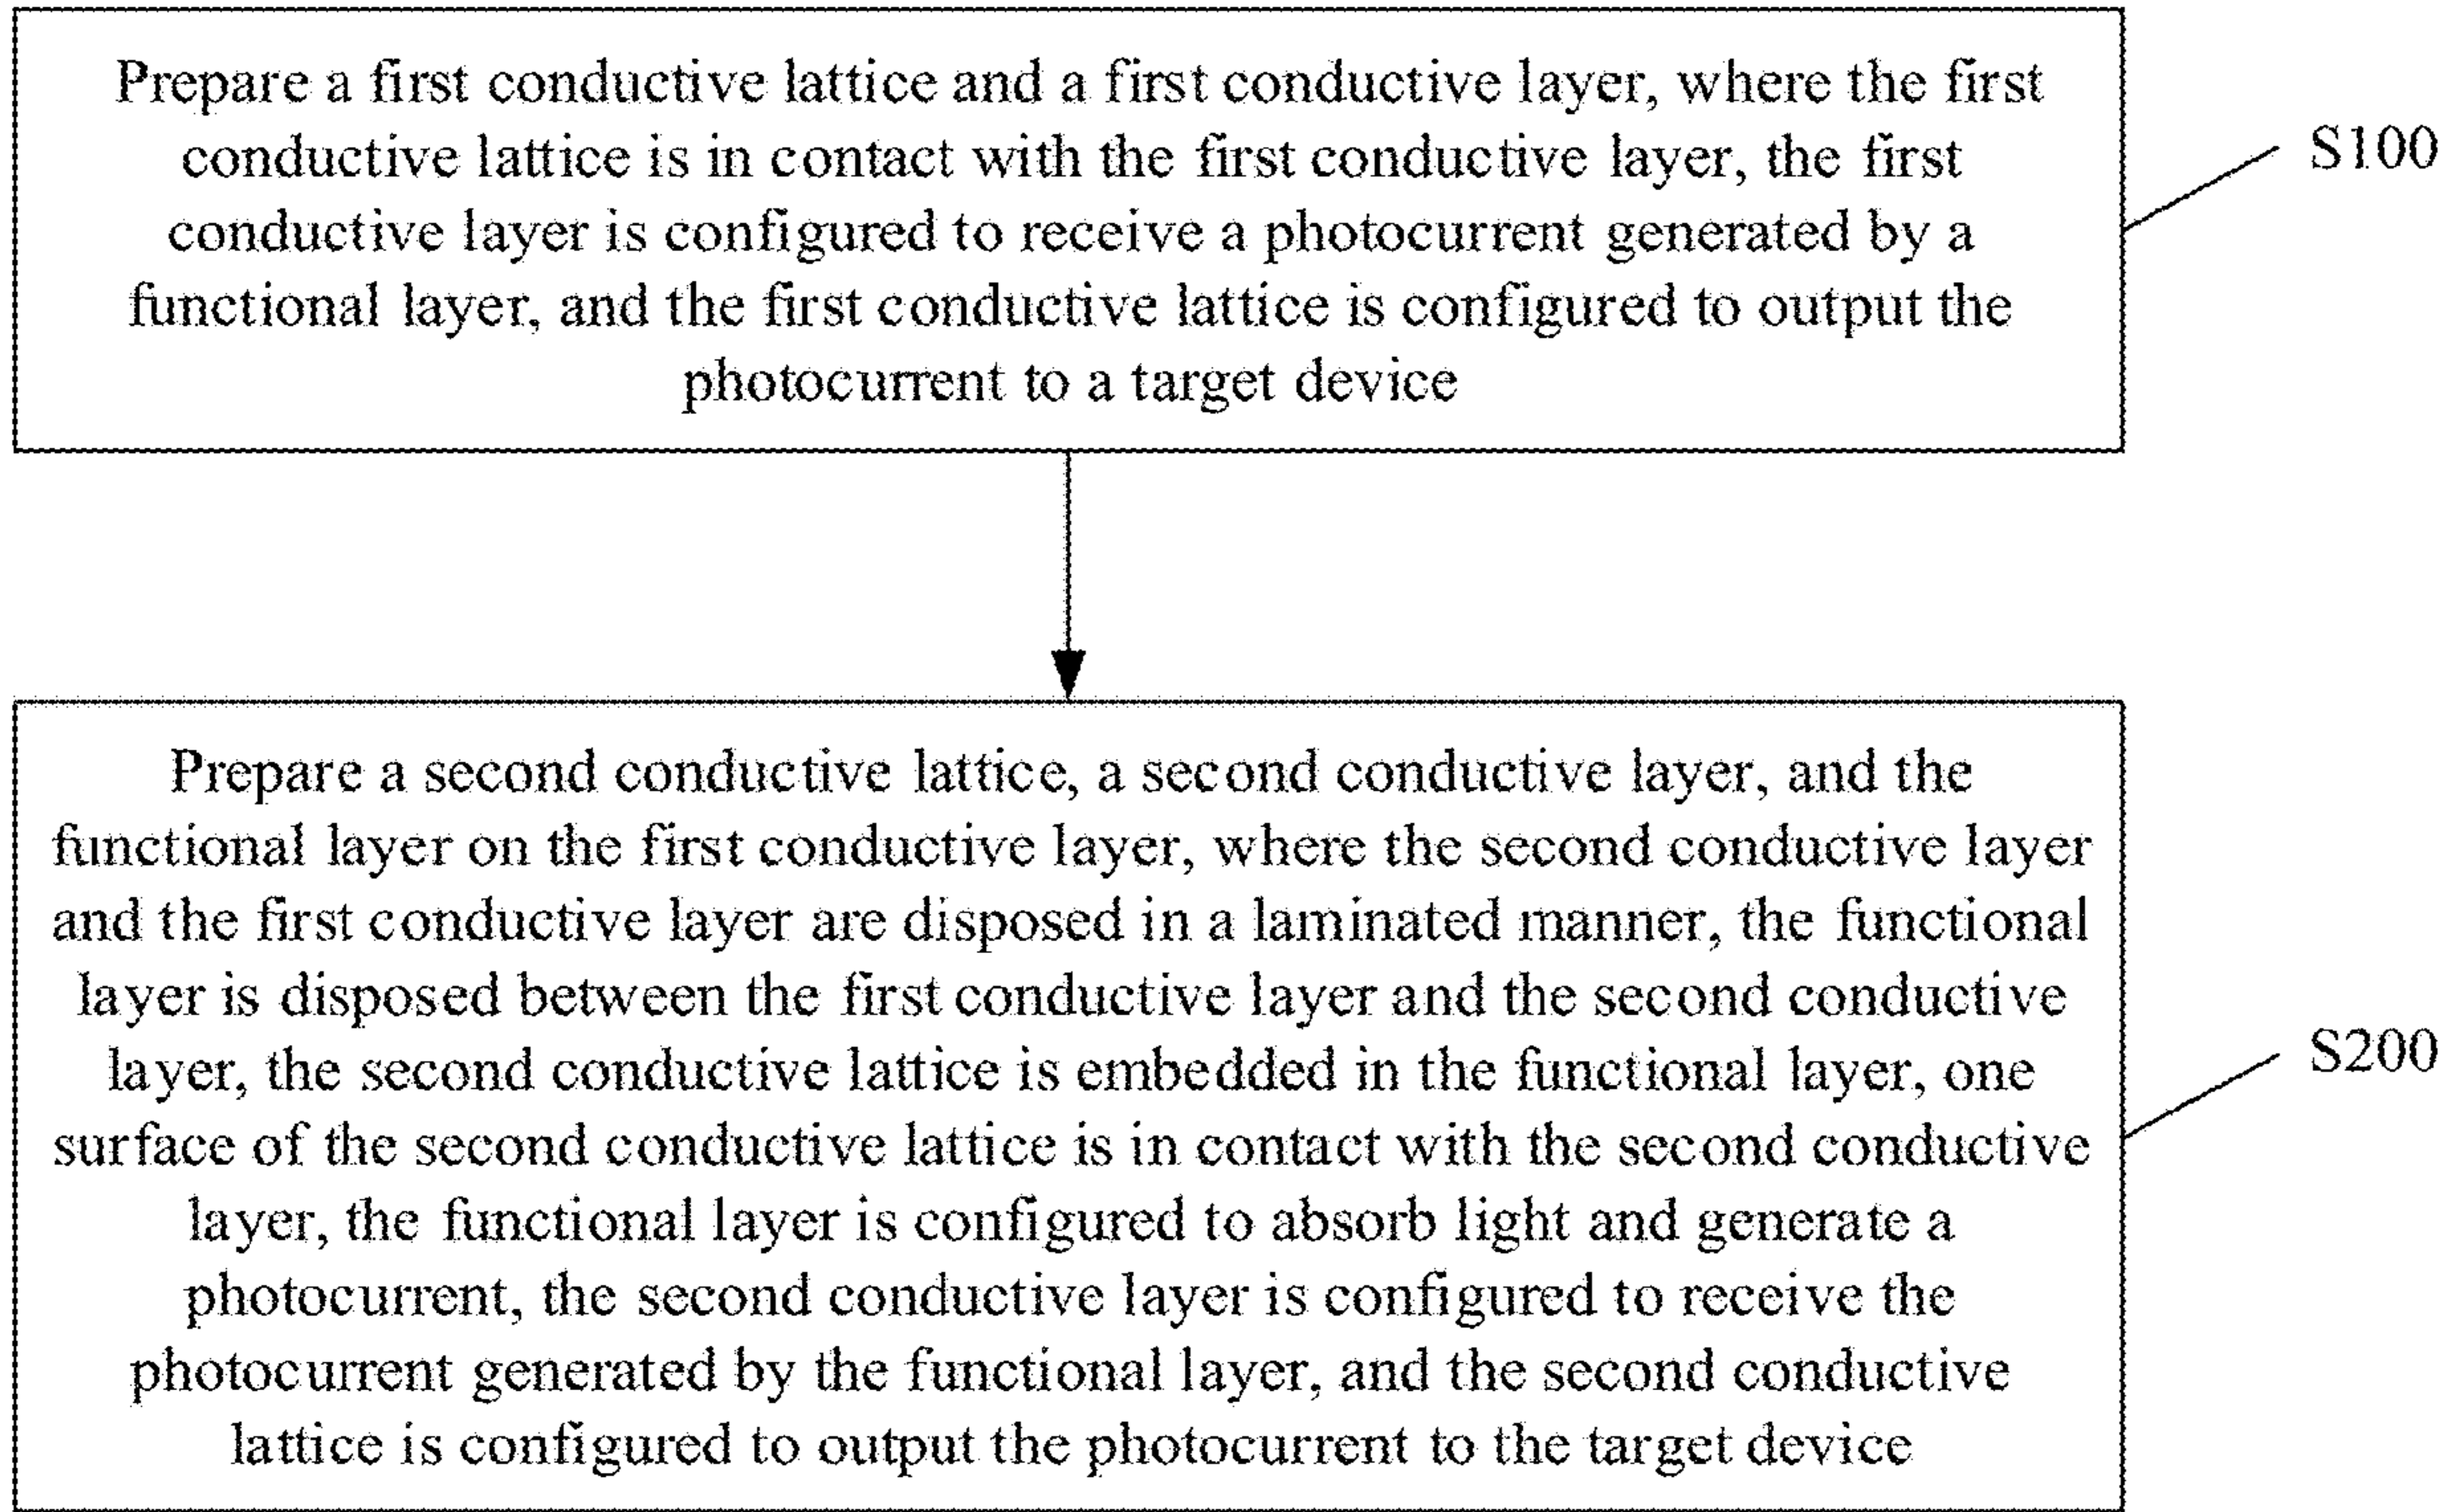 Prepare a first conductive lattice and a first conductive layer, where the first
conductive lattice is in contact with the first conductive layer, the first
conductive layer is configured to receive a photocurrent generated by a
functional layer, and the first conductive lattice is configured to output the
photocurrent to a target device
S100
Prepare a second conductive lattice, a second conductive layer, and the
functional layer on the first conductive layer, where the second conductive layer
and the first conductive layer are disposed in a laminated manner, the functional
layer is disposed between the first conductive layer and the second conductive
layer, the second conductive lattice is embedded in the functional layer, one
surface of the second conductive lattice is in contact with the second conductive
layer, the functional layer is configured to absorb light and generate a
photocurrent, the second conductive layer is configured to receive the
photocurrent generated by the functional layer, and the second conductive
lattice is configured to output the photocurrent to the target device
S200